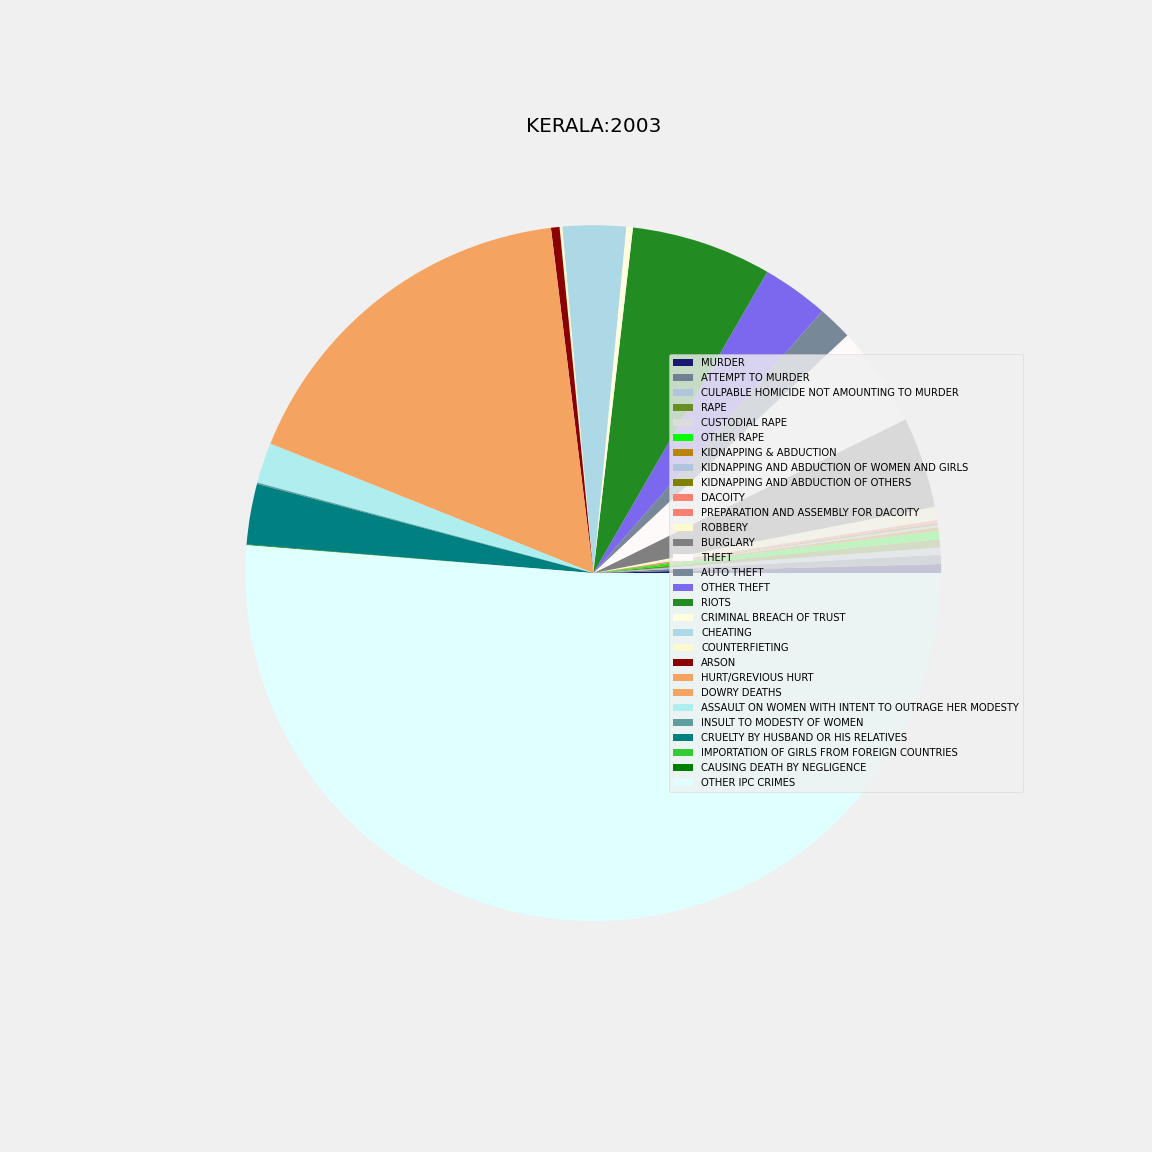 KERALA:2003
MURDER
ATTEMPT TO MURDER
CULPABLE HOMICIDE NOT AMOUNTING TO MURDER
RAPE
CUSTODIAL RAPE
OTHER RAPE
KIDNAPPING & ABDUCTION
KIDNAPPING AND ABDUCTION OF WOMEN AND GIRLS
KIDNAPPING AND ABDUCTION OF OTHERS
DACOITY
PREPARATION AND ASSEMBLY FOR DACOITY
ROBBERY
BURGLARY
THEFT
AUTO THEFT
OTHER THEFT
RIOTS
CRIMINAL BREACH OF TRUST
CHEATING
COUNTERFIETING
ARSON
HURT/GREVIOUS HURT
DOWRY DEATHS
ASSAULT ON WOMEN WITH INTENT TO OUTRAGE HER MODESTY
INSULT TO MODESTY OF WOMEN
CRUELTY BY HUSBAND OR HIS RELATIVES
IMPORTATION OF GIRLS FROM FOREIGN COUNTRIES
CAUSING DEATH BY NEGLIGENCE
OTHER IPC CRIMES